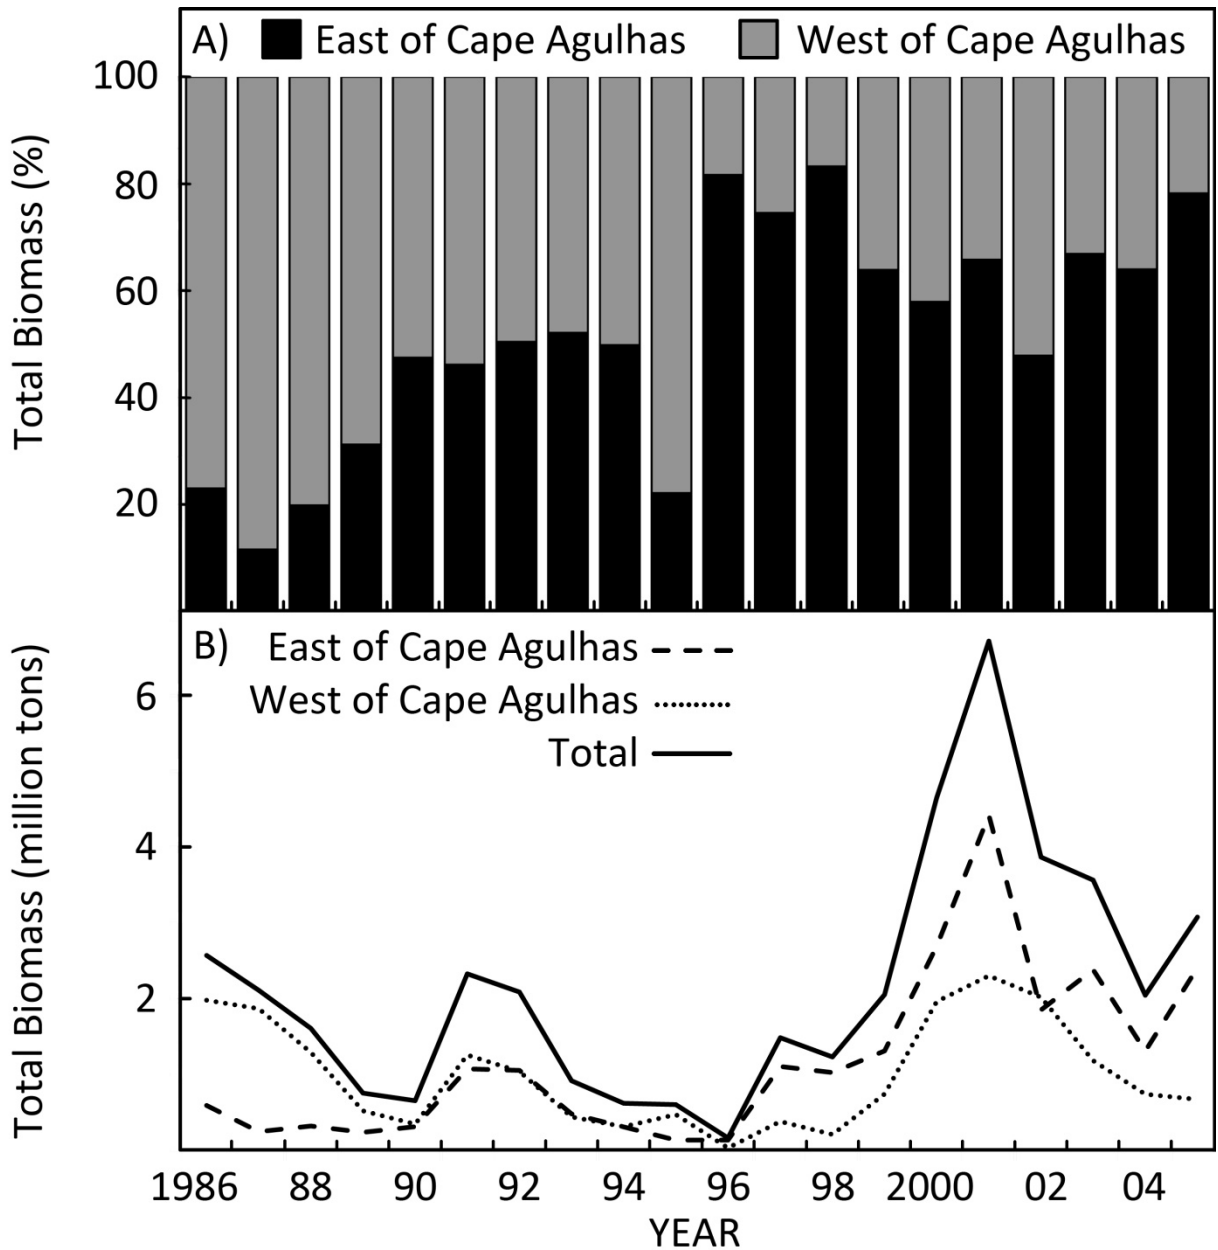 A) East of Cape Agulhas West of Cape Agulhas
Total Biomass (%)
100
80
60
40
20
B) East of Cape Agulhas
West of Cape Agulhas
Total
Total Biomass (million tons)
6
4
2
1986 88 90 92 94 96 98 2000 02 04
YEAR